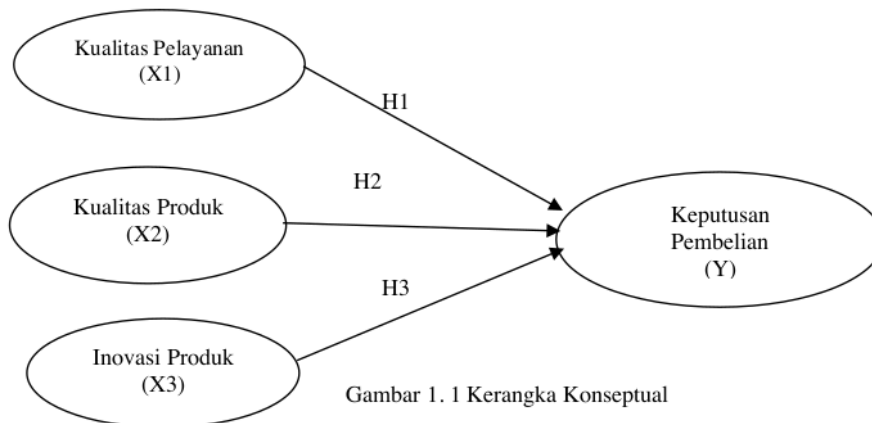 Kualitas Pelayanan
(X1)
H1
H2
Kualitas Produk
(X2)
Keputusan
Pembelian
(Y)
H3
Inovasi Produk
(X3)
Gambar 1. 1 Kerangka Konseptual